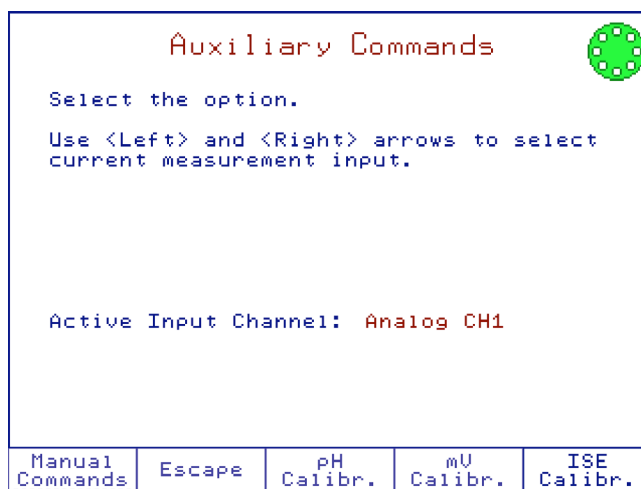 Auxiliary Commands
Select the option.
Use <Left> and <Right> arrows to select
current measurement input.
Active Input Channel: Analog CH1
Manual
Commands
Escape
pH
Calibr.
mV
Calibr.
ISE
Calibr.